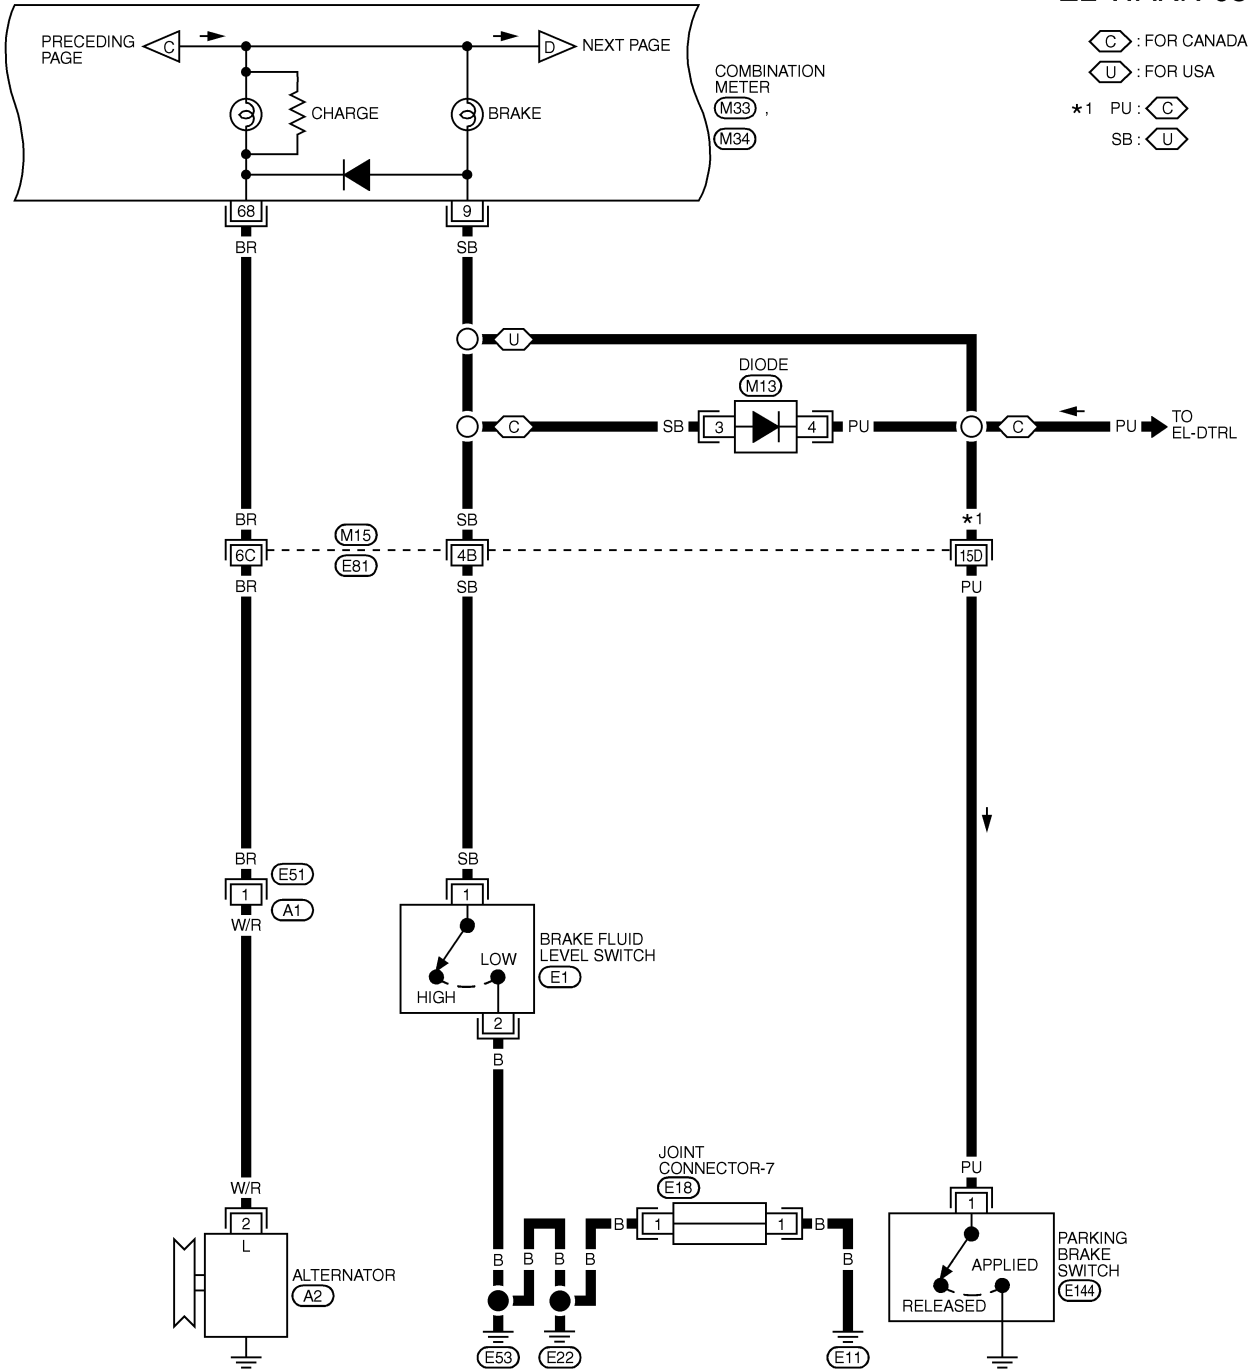 PRECEDING
PAGE
C
D
NEXT PAGE
CHARGE
BRAKE
COMBINATION
METER
M33 ,
M34
C : FOR CANADA
U : FOR USA
*1 PU : C
SB : U
68
9
BR
SB
U
DIODE
M13
C
SB
3
4
PU
C
PU
TO
EL-DTRL
BR
SB
*1
M15
6C
4B
15D
E81
BR
SB
PU
BR
SB
E51
1
1
A1
W/R
BRAKE FLUID
LEVEL SWITCH
E1
LOW
HIGH
2
B
JOINT
CONNECTOR-7
E18
PU
W/R
1
2
L
B
1
1
B
PARKING
BRAKE
SWITCH
E144
APPLIED
RELEASED
B
B
B
B
B
ALTERNATOR
A2
E53
E22
E11